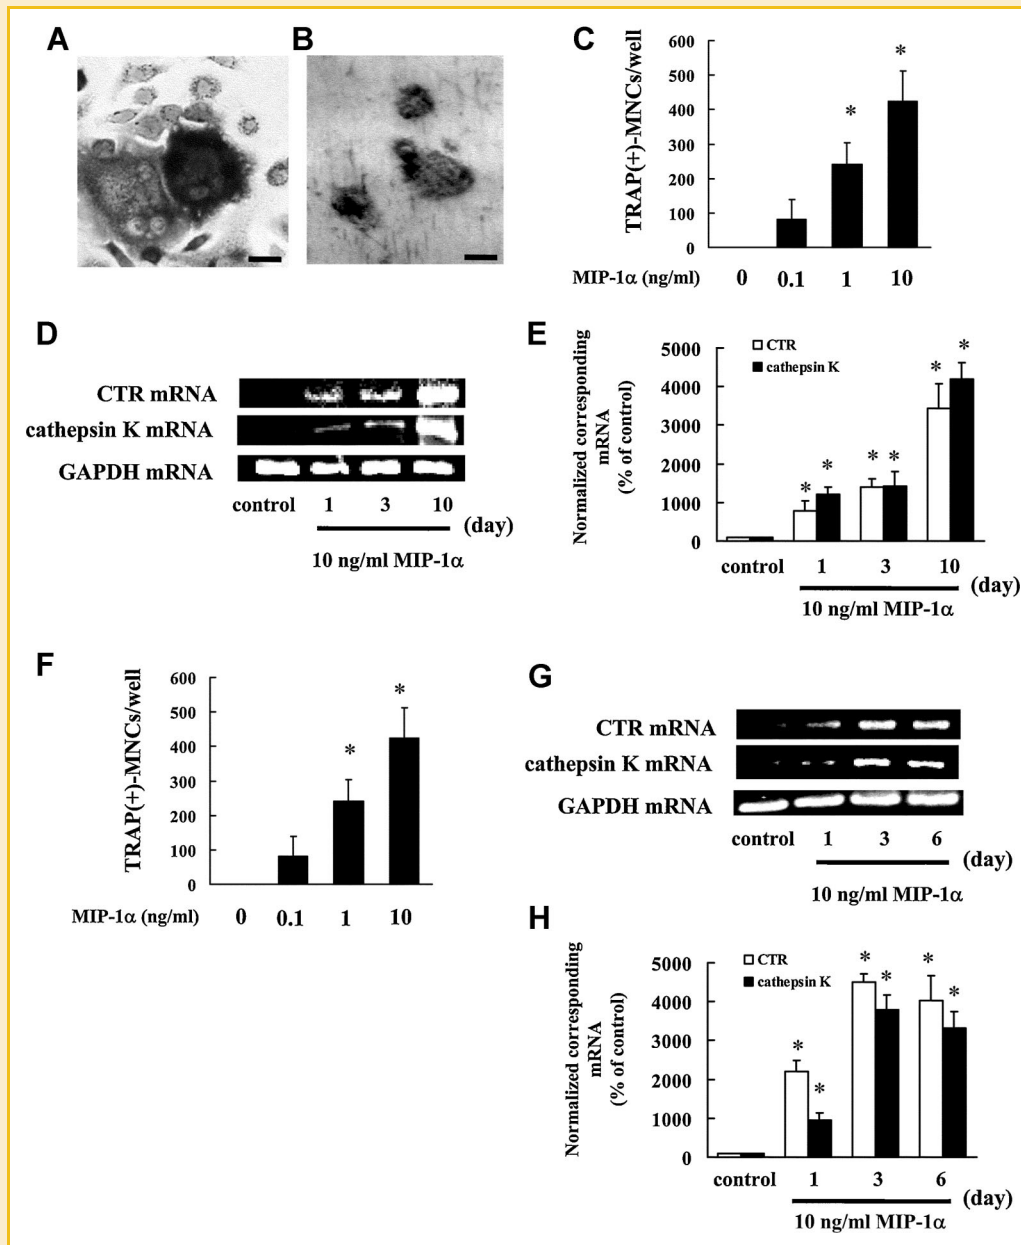 A
B
C
TRAP(+)-MNCs/well
600
500
400
300
200
100
0
*
*
MIP-1α (ng/ml)
0
0.1
1
10
D
CTR mRNA
cathepsin K mRNA
GAPDH mRNA
control
1
3
10
(day)
10 ng/ml MIP-1α
E
Normalized corresponding
mRNA
(% of control)
5000
4000
3000
2000
1000
0
CTR
cathepsin K
*
*
*
*
*
*
control
1
3
10
(day)
10 ng/ml MIP-1α
F
TRAP(+)-MNCs/well
600
500
400
300
200
100
0
*
*
MIP-1α (ng/ml)
0
0.1
1
10
G
CTR mRNA
cathepsin K mRNA
GAPDH mRNA
control
1
3
6
(day)
10 ng/ml MIP-1α
H
Normalized corresponding
mRNA
(% of control)
5000
4000
3000
2000
1000
0
CTR
cathepsin K
*
*
*
*
*
*
control
1
3
6
(day)
10 ng/ml MIP-1α